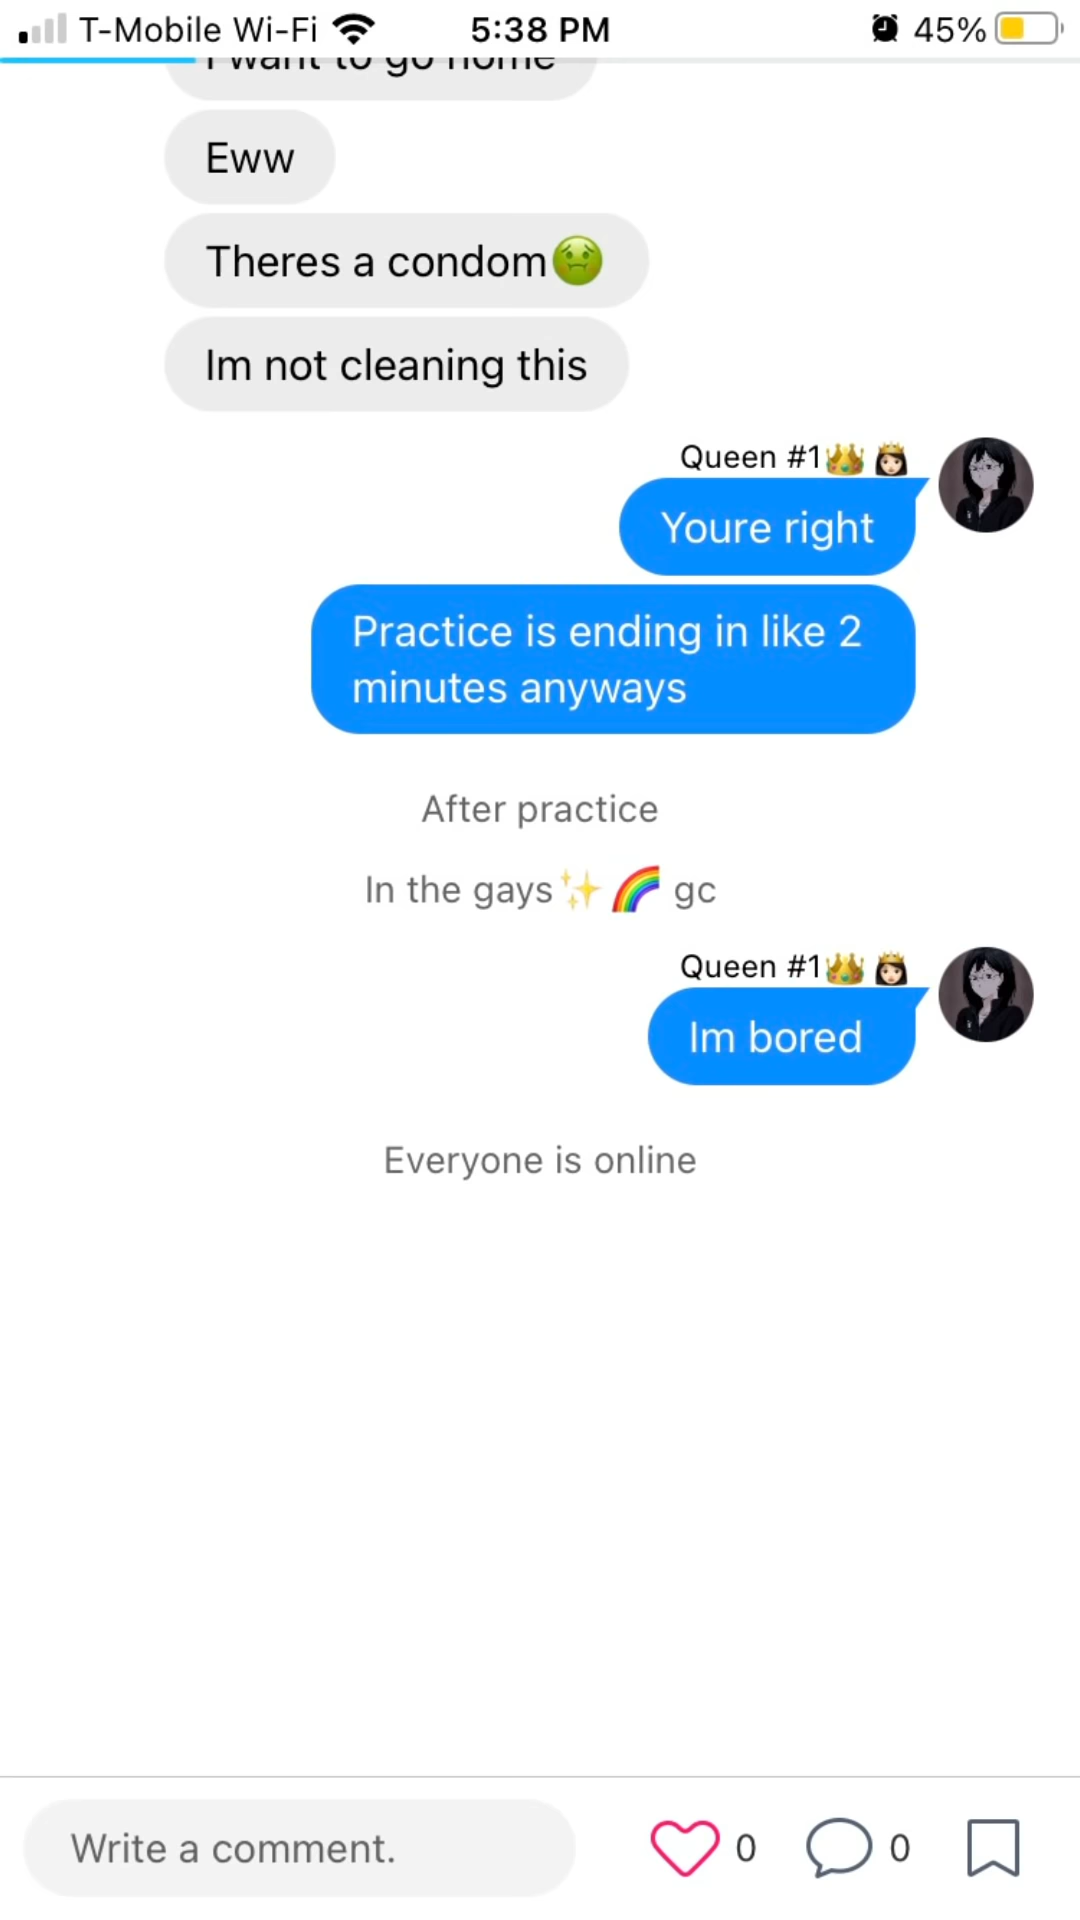 T-Mobile Wi-Fi 5:38 PM 45%
I want to go home
Eww
Theres a condom🤢
Im not cleaning this
Queen #1👑👸🏻
Youre right
Practice is ending in like 2
minutes anyways
After practice
In the gays✨🌈 gc
Queen #1👑👸🏻
Im bored
Everyone is online
Write a comment. 0 0